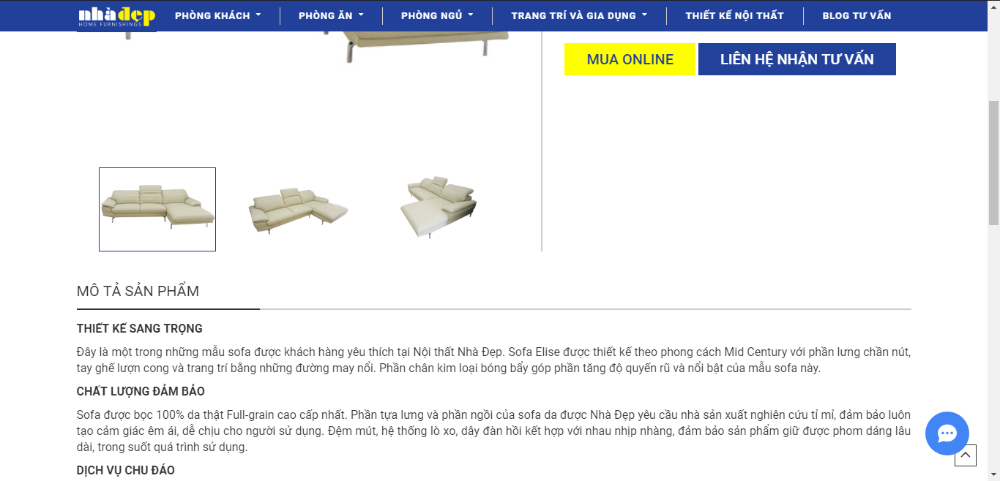 nhàđẹp
HOME FURNISHINGS
PHÒNG KHÁCH
PHÒNG ĂN
PHÒNG NGỦ
TRANG TRÍ VÀ GIA DỤNG
THIẾT KẾ NỘI THẤT
BLOG TƯ VẤN
MUA ONLINE
LIÊN HỆ NHẬN TƯ VẤN
MÔ TẢ SẢN PHẨM
THIẾT KẾ SANG TRỌNG
Đây là một trong những mẫu sofa được khách hàng yêu thích tại Nội thất Nhà Đẹp. Sofa Elise được thiết kế theo phong cách Mid Century với phần lưng chần nút,
tay ghế lượn cong và trang trí bằng những đường may nổi. Phần chân kim loại bóng bẩy góp phần tăng độ quyến rũ và nổi bật của mẫu sofa này.
CHẤT LƯỢNG ĐẢM BẢO
Sofa được bọc 100% da thật Full-grain cao cấp nhất. Phần tựa lưng và phần ngồi của sofa da được Nhà Đẹp yêu cầu nhà sản xuất nghiên cứu tỉ mỉ, đảm bảo luôn
tạo cảm giác êm ái, dễ chịu cho người sử dụng. Đệm mút, hệ thống lò xo, dây đàn hồi kết hợp với nhau nhịp nhàng, đảm bảo sản phẩm giữ được phom dáng lâu
dài, trong suốt quá trình sử dụng.
DỊCH VỤ CHU ĐÁO